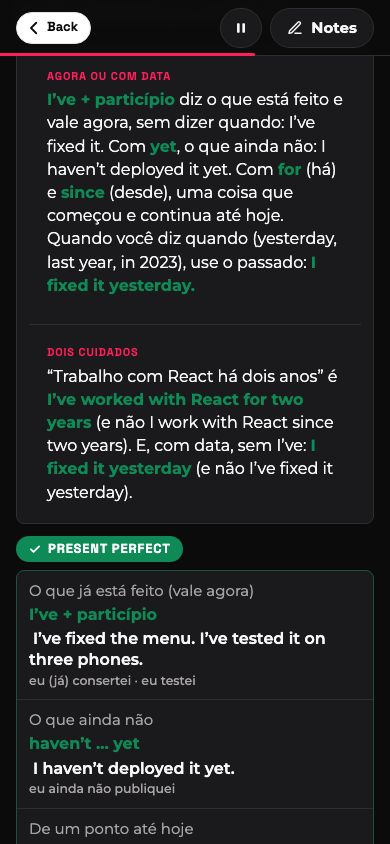 Back
Notes
AGORA OU COM DATA
I’ve + particípio diz o que está feito e
vale agora, sem dizer quando: I’ve
fixed it. Com yet, o que ainda não: I
haven’t deployed it yet. Com for (há)
e since (desde), uma coisa que
começou e continua até hoje.
Quando você diz quando (yesterday,
last year, in 2023), use o passado: I
fixed it yesterday.
DOIS CUIDADOS
“Trabalho com React há dois anos” é
I’ve worked with React for two
years (e não I work with React since
two years). E, com data, sem I’ve: I
fixed it yesterday (e não I’ve fixed it
yesterday).
PRESENT PERFECT
O que já está feito (vale agora)
I’ve + particípio
I’ve fixed the menu. I’ve tested it on
three phones.
eu (já) consertei · eu testei
O que ainda não
haven’t … yet
I haven’t deployed it yet.
eu ainda não publiquei
De um ponto até hoje